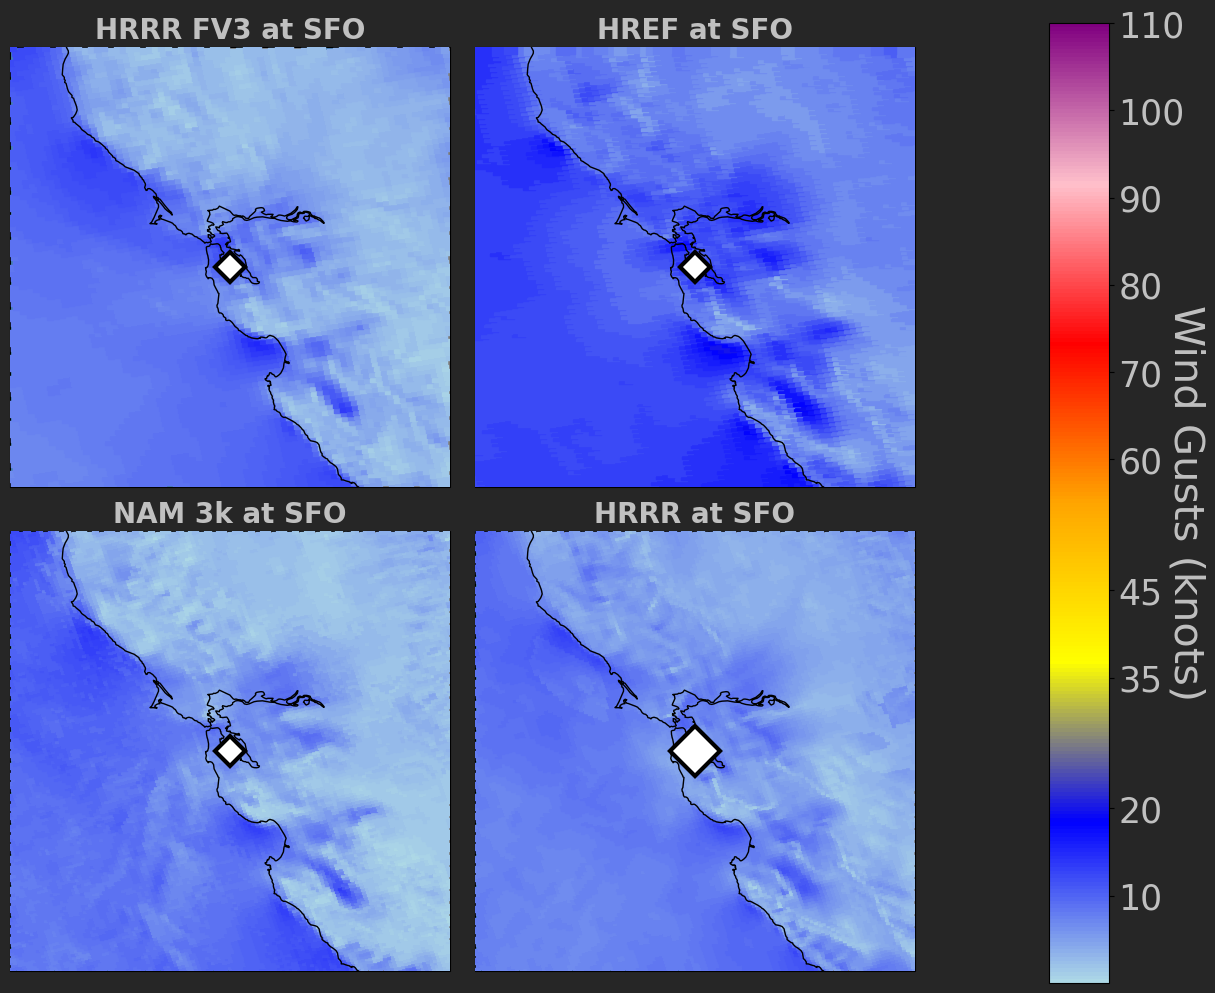 HRRR FV3 at SFO
HREF at SFO
NAM 3k at SFO
HRRR at SFO
110
100
90
80
70
60
45
35
20
10
Wind Gusts (knots)